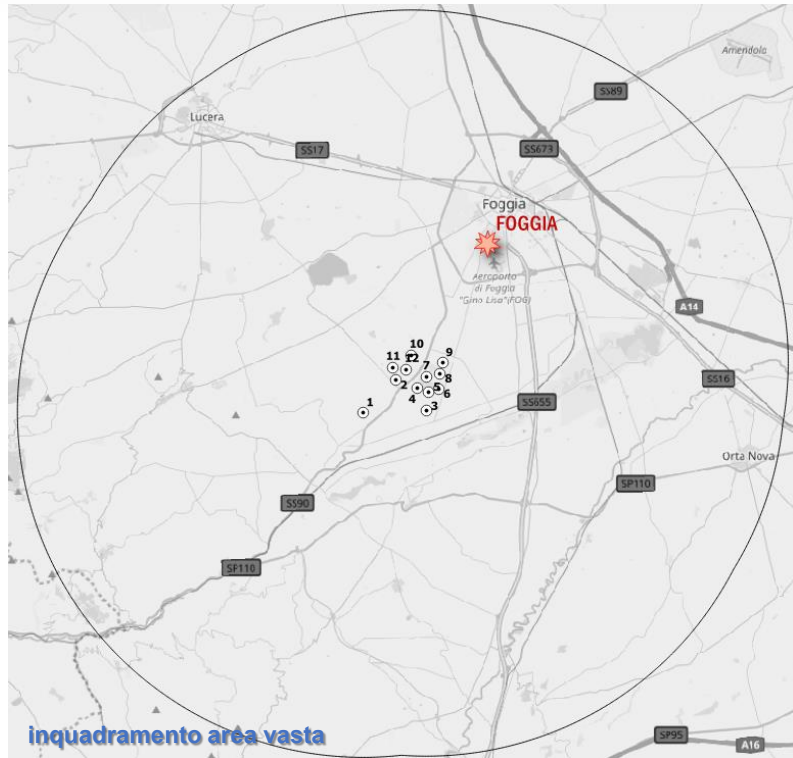 Amendola
SS89
Lucera
SS17
SS673
Foggia
FOGGIA
Aeroporto
di Foggia
"Gino Lisa"(FOG)
A14
10
11
12
7
9
2
8
4
5
6
1
3
SS16
SS655
Orta Nova
SP110
SS90
SP110
inquadramento area vasta
SP95
A16